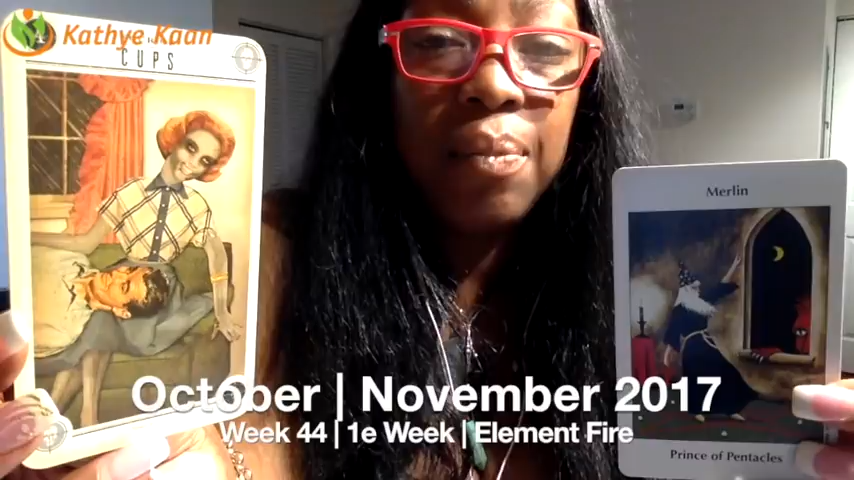 Kathye Kaan
CUPS
Merlin
October | November 2017
Week 44 | 1e Week | Element Fire
Prince of Pentacles